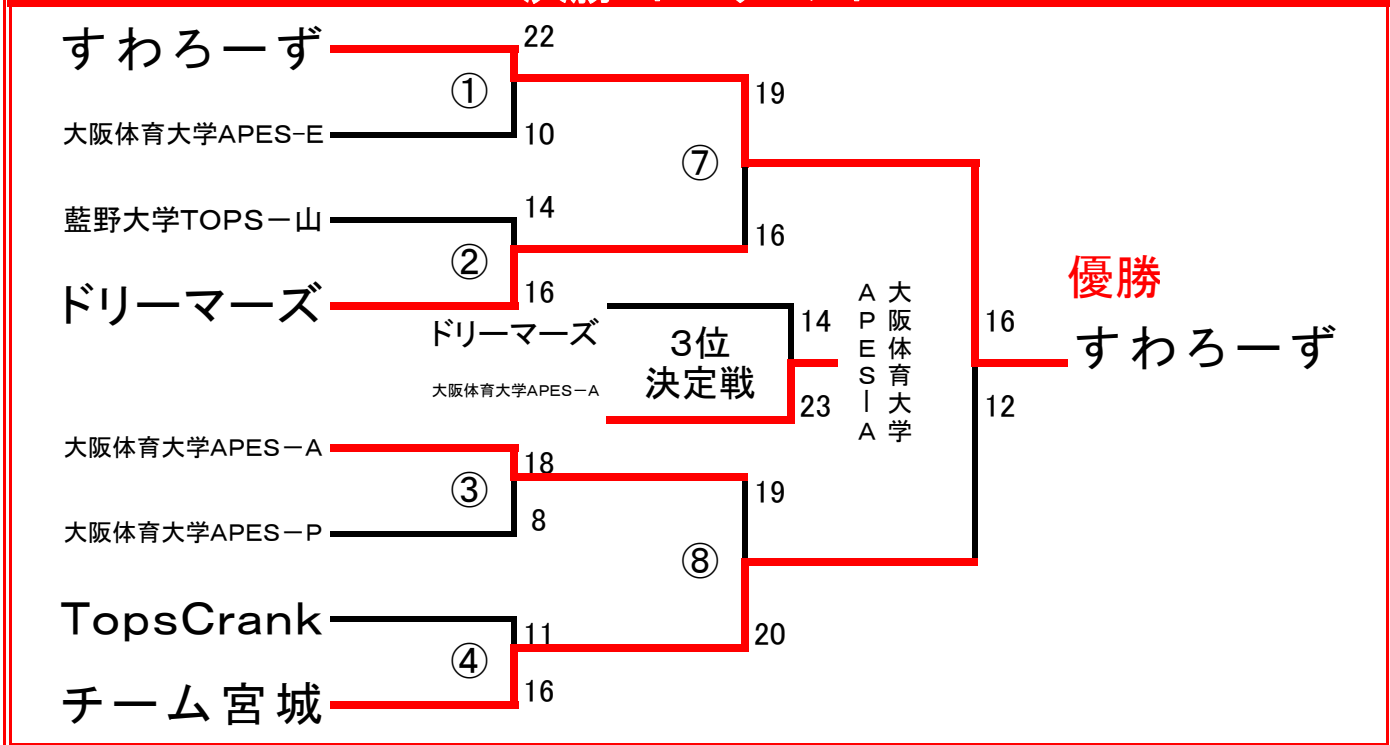 すわろーず
22
①
19
大阪体育大学APES-E
10
⑦
藍野大学TOPS－山
14
16
②
ドリーマーズ
16
優勝
ドリーマーズ
3位
決定戦
14
大阪体育大学
APES－A
16
すわろーず
大阪体育大学APES－A
23
12
大阪体育大学APES－A
18
③
19
大阪体育大学APES－P
8
⑧
TopsCrank
11
20
④
チーム宮城
16